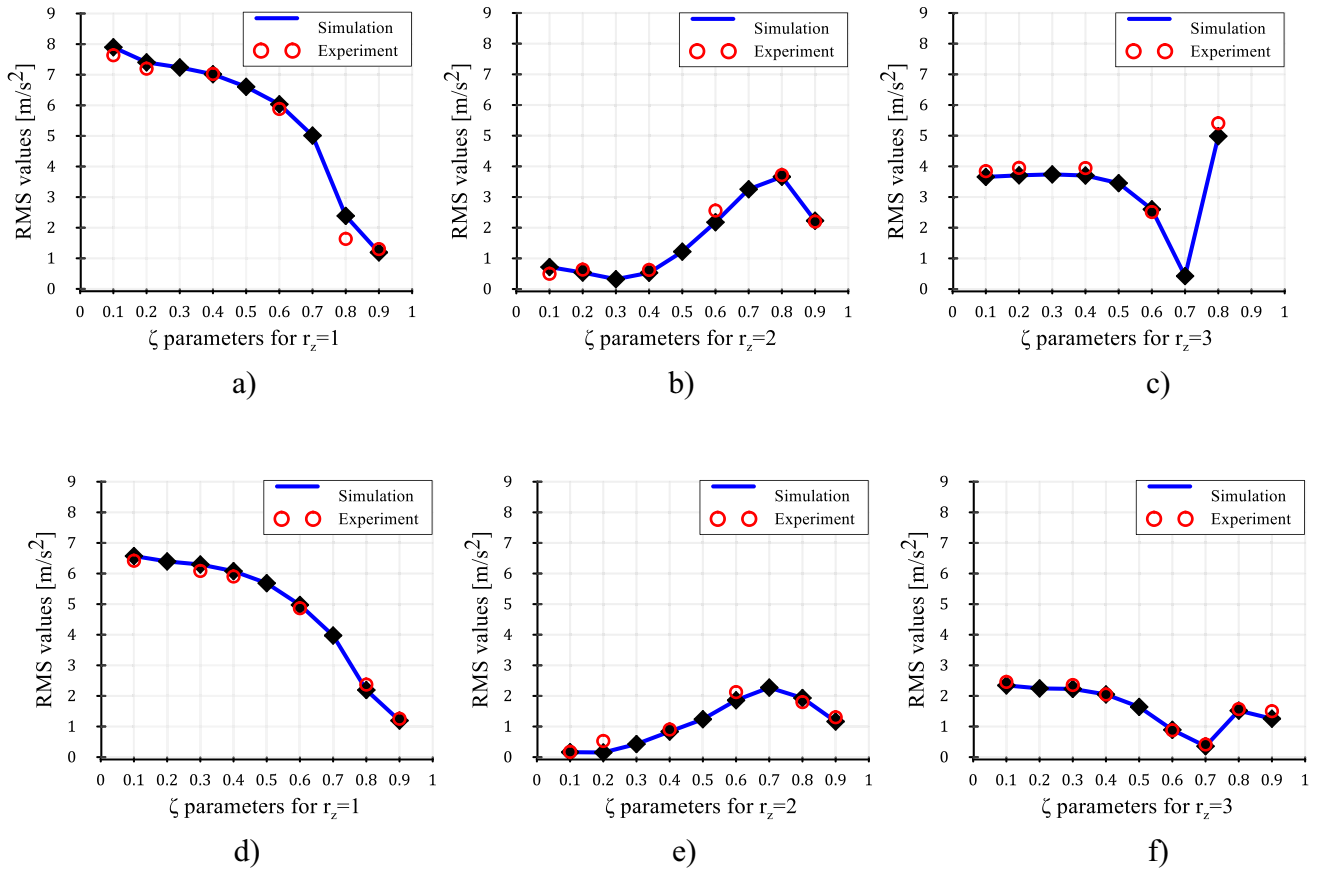 9
8
7
6
5
4
3
2
1
0
RMS values [m/s²]
Simulation
Experiment
0 0.1 0.2 0.3 0.4 0.5 0.6 0.7 0.8 0.9 1
ζ parameters for r_z=1
a)
9
8
7
6
5
4
3
2
1
0
RMS values [m/s²]
Simulation
Experiment
0 0.1 0.2 0.3 0.4 0.5 0.6 0.7 0.8 0.9 1
ζ parameters for r_z=2
b)
9
8
7
6
5
4
3
2
1
0
RMS values [m/s²]
Simulation
Experiment
0 0.1 0.2 0.3 0.4 0.5 0.6 0.7 0.8 0.9 1
ζ parameters for r_z=3
c)
9
8
7
6
5
4
3
2
1
0
RMS values [m/s²]
Simulation
Experiment
0 0.1 0.2 0.3 0.4 0.5 0.6 0.7 0.8 0.9 1
ζ parameters for r_z=1
d)
9
8
7
6
5
4
3
2
1
0
RMS values [m/s²]
Simulation
Experiment
0 0.1 0.2 0.3 0.4 0.5 0.6 0.7 0.8 0.9 1
ζ parameters for r_z=2
e)
9
8
7
6
5
4
3
2
1
0
RMS values [m/s²]
Simulation
Experiment
0 0.1 0.2 0.3 0.4 0.5 0.6 0.7 0.8 0.9 1
ζ parameters for r_z=3
f)